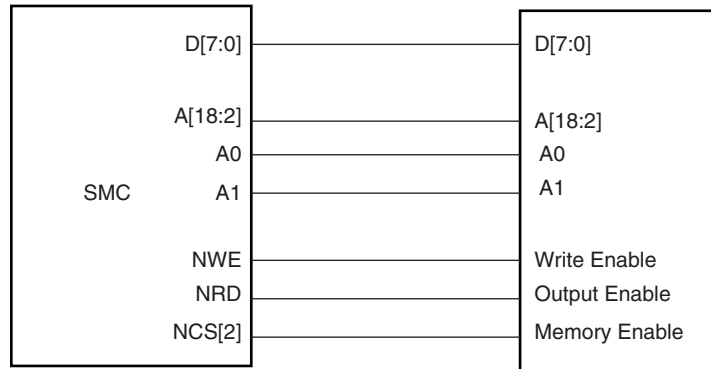 D[7:0] D[7:0]
A[18:2] A[18:2]
A0 A0
SMC A1 A1
NWE Write Enable
NRD Output Enable
NCS[2] Memory Enable